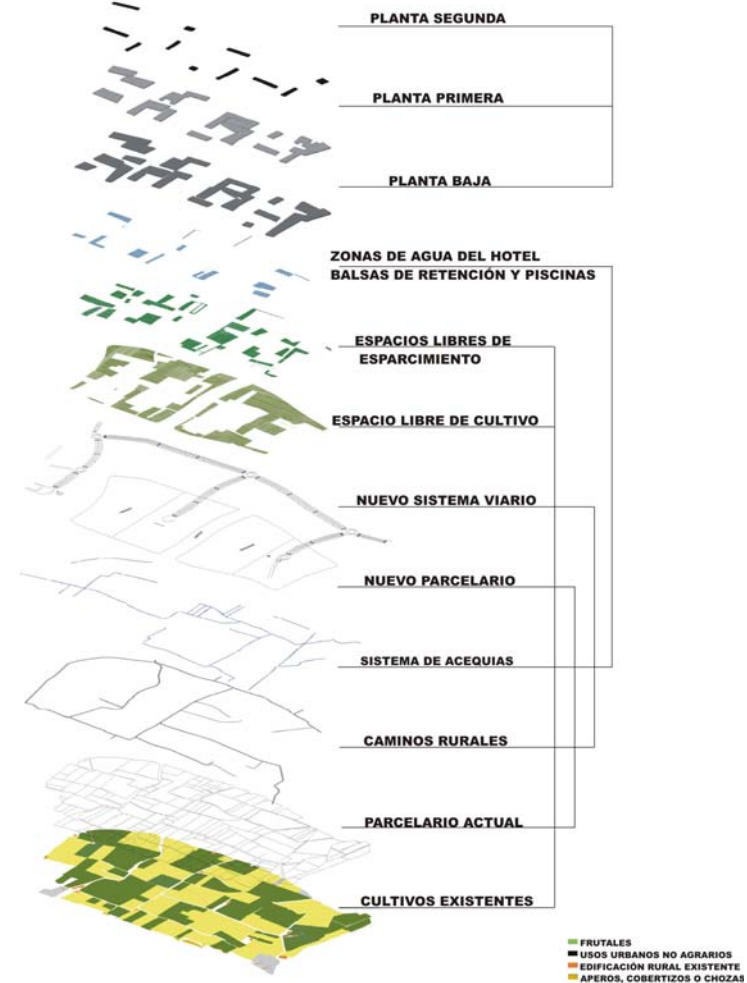 PLANTA SEGUNDA
PLANTA PRIMERA
PLANTA BAJA
ZONAS DE AGUA DEL HOTEL
BALSAS DE RETENCIÓN Y PISCINAS
ESPACIOS LIBRES DE
ESPARCIMIENTO
ESPACIO LIBRE DE CULTIVO
NUEVO SISTEMA VIARIO
NUEVO PARCELARIO
SISTEMA DE ACEQUIAS
CAMINOS RURALES
PARCELARIO ACTUAL
CULTIVOS EXISTENTES
FRUTALES
USOS URBANOS NO AGRARIOS
EDIFICACIÓN RURAL EXISTENTE
APEROS, COBERTIZOS O CHOZAS